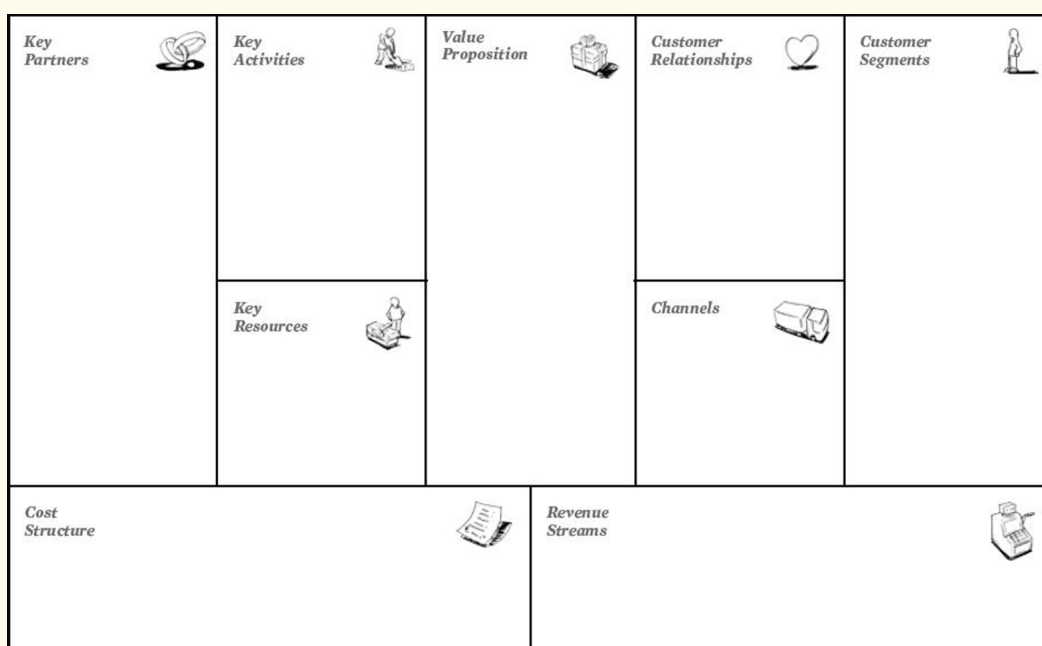 Key
Partners
Key
Activities
Value
Proposition
Customer
Relationships
Customer
Segments
Key
Resources
Channels
Cost
Structure
Revenue
Streams